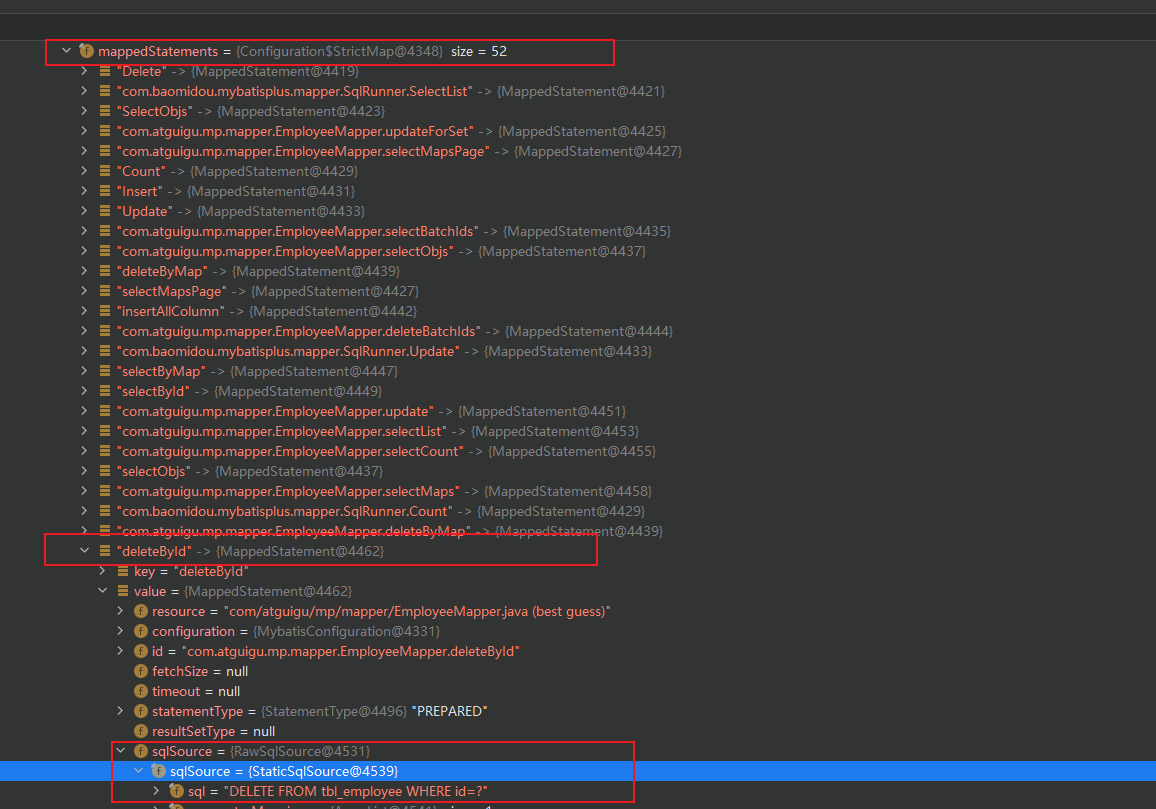 mappedStatements = {Configuration$StrictMap@4348} size = 52
"Delete" -> {MappedStatement@4419}
"com.baomidou.mybatisplus.mapper.SqlRunner.SelectList" -> {MappedStatement@4421}
"SelectObjs" -> {MappedStatement@4423}
"com.atguigu.mp.mapper.EmployeeMapper.updateForSet" -> {MappedStatement@4425}
"com.atguigu.mp.mapper.EmployeeMapper.selectMapsPage" -> {MappedStatement@4427}
"Count" -> {MappedStatement@4429}
"Insert" -> {MappedStatement@4431}
"Update" -> {MappedStatement@4433}
"com.atguigu.mp.mapper.EmployeeMapper.selectBatchIds" -> {MappedStatement@4435}
"com.atguigu.mp.mapper.EmployeeMapper.selectObjs" -> {MappedStatement@4437}
"deleteByMap" -> {MappedStatement@4439}
"selectMapsPage" -> {MappedStatement@4427}
"insertAllColumn" -> {MappedStatement@4442}
"com.atguigu.mp.mapper.EmployeeMapper.deleteBatchIds" -> {MappedStatement@4444}
"com.baomidou.mybatisplus.mapper.SqlRunner.Update" -> {MappedStatement@4433}
"selectByMap" -> {MappedStatement@4447}
"selectById" -> {MappedStatement@4449}
"com.atguigu.mp.mapper.EmployeeMapper.update" -> {MappedStatement@4451}
"com.atguigu.mp.mapper.EmployeeMapper.selectList" -> {MappedStatement@4453}
"com.atguigu.mp.mapper.EmployeeMapper.selectCount" -> {MappedStatement@4455}
"selectObjs" -> {MappedStatement@4437}
"com.atguigu.mp.mapper.EmployeeMapper.selectMaps" -> {MappedStatement@4458}
"com.baomidou.mybatisplus.mapper.SqlRunner.Count" -> {MappedStatement@4429}
"com.atguigu.mp.mapper.EmployeeMapper.deleteByMap" -> {MappedStatement@4439}
"deleteById" -> {MappedStatement@4462}
key = "deleteById"
value = {MappedStatement@4462}
resource = "com/atguigu/mp/mapper/EmployeeMapper.java (best guess)"
configuration = {MybatisConfiguration@4331}
id = "com.atguigu.mp.mapper.EmployeeMapper.deleteById"
fetchSize = null
timeout = null
statementType = {StatementType@4496} "PREPARED"
resultSetType = null
sqlSource = {RawSqlSource@4531}
sqlSource = {StaticSqlSource@4539}
sql = "DELETE FROM tbl_employee WHERE id=?"